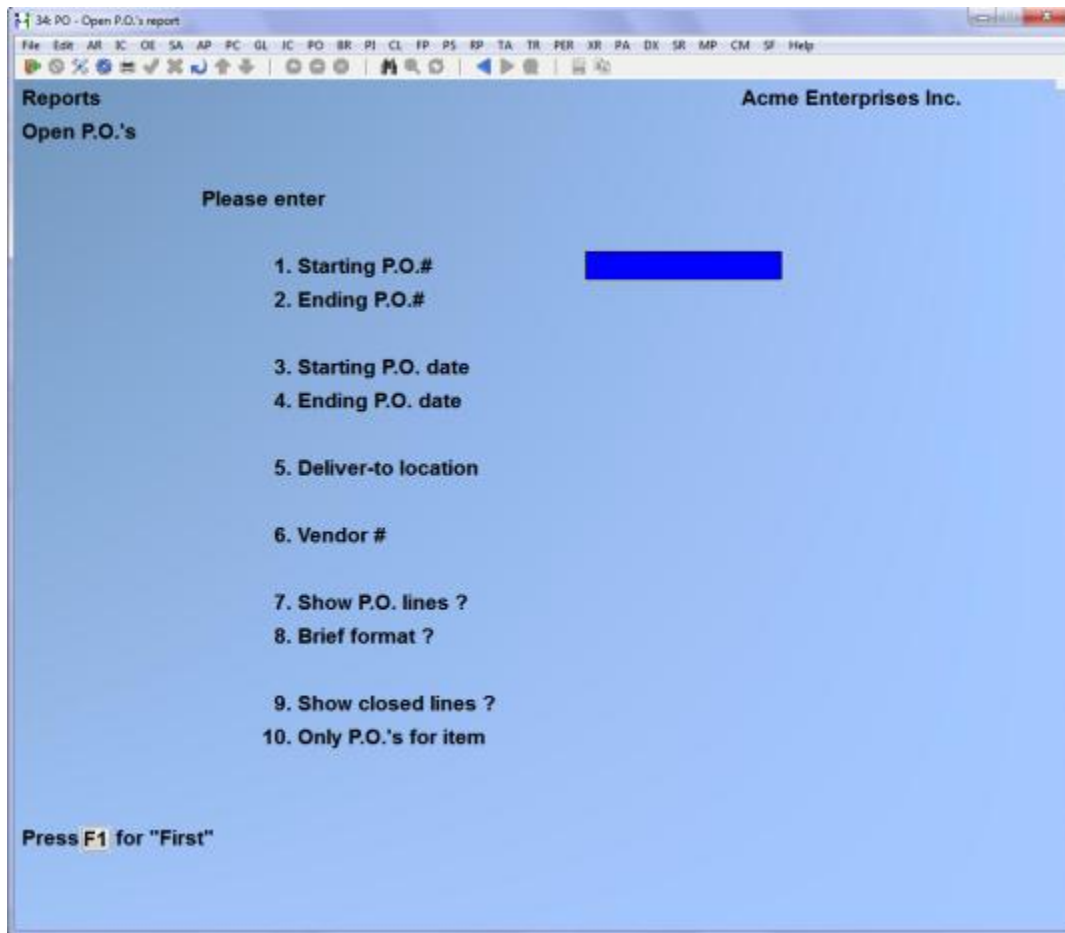 34: PO - Open P.O.'s report
File Edit AR IC OE SA AP PC GL IC PO BR PI CL FP PS RP TA TR PER XR PA DX SR MP CM SF Help
Reports Acme Enterprises Inc.
Open P.O.'s
Please enter
1. Starting P.O.#
2. Ending P.O.#
3. Starting P.O. date
4. Ending P.O. date
5. Deliver-to location
6. Vendor #
7. Show P.O. lines ?
8. Brief format ?
9. Show closed lines ?
10. Only P.O.'s for item
Press F1 for "First"